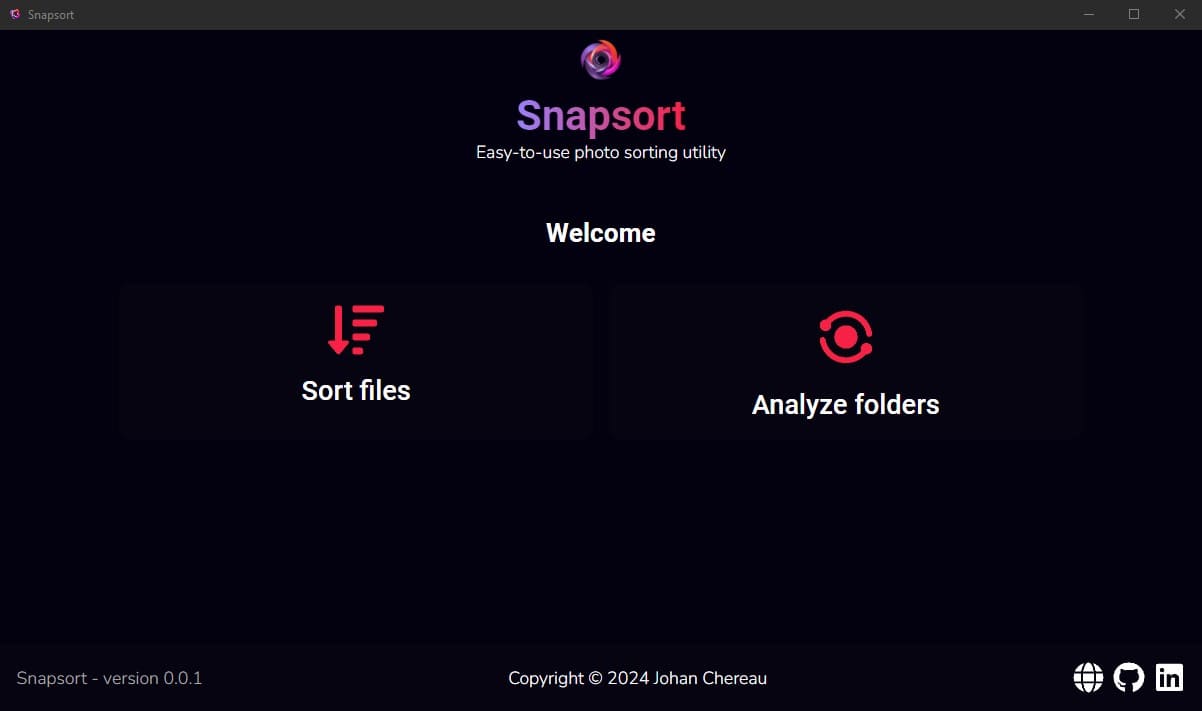 Snapsort
Snapsort
Easy-to-use photo sorting utility
Welcome
Sort files
Analyze folders
Snapsort - version 0.0.1
Copyright © 2024 Johan Chereau
in